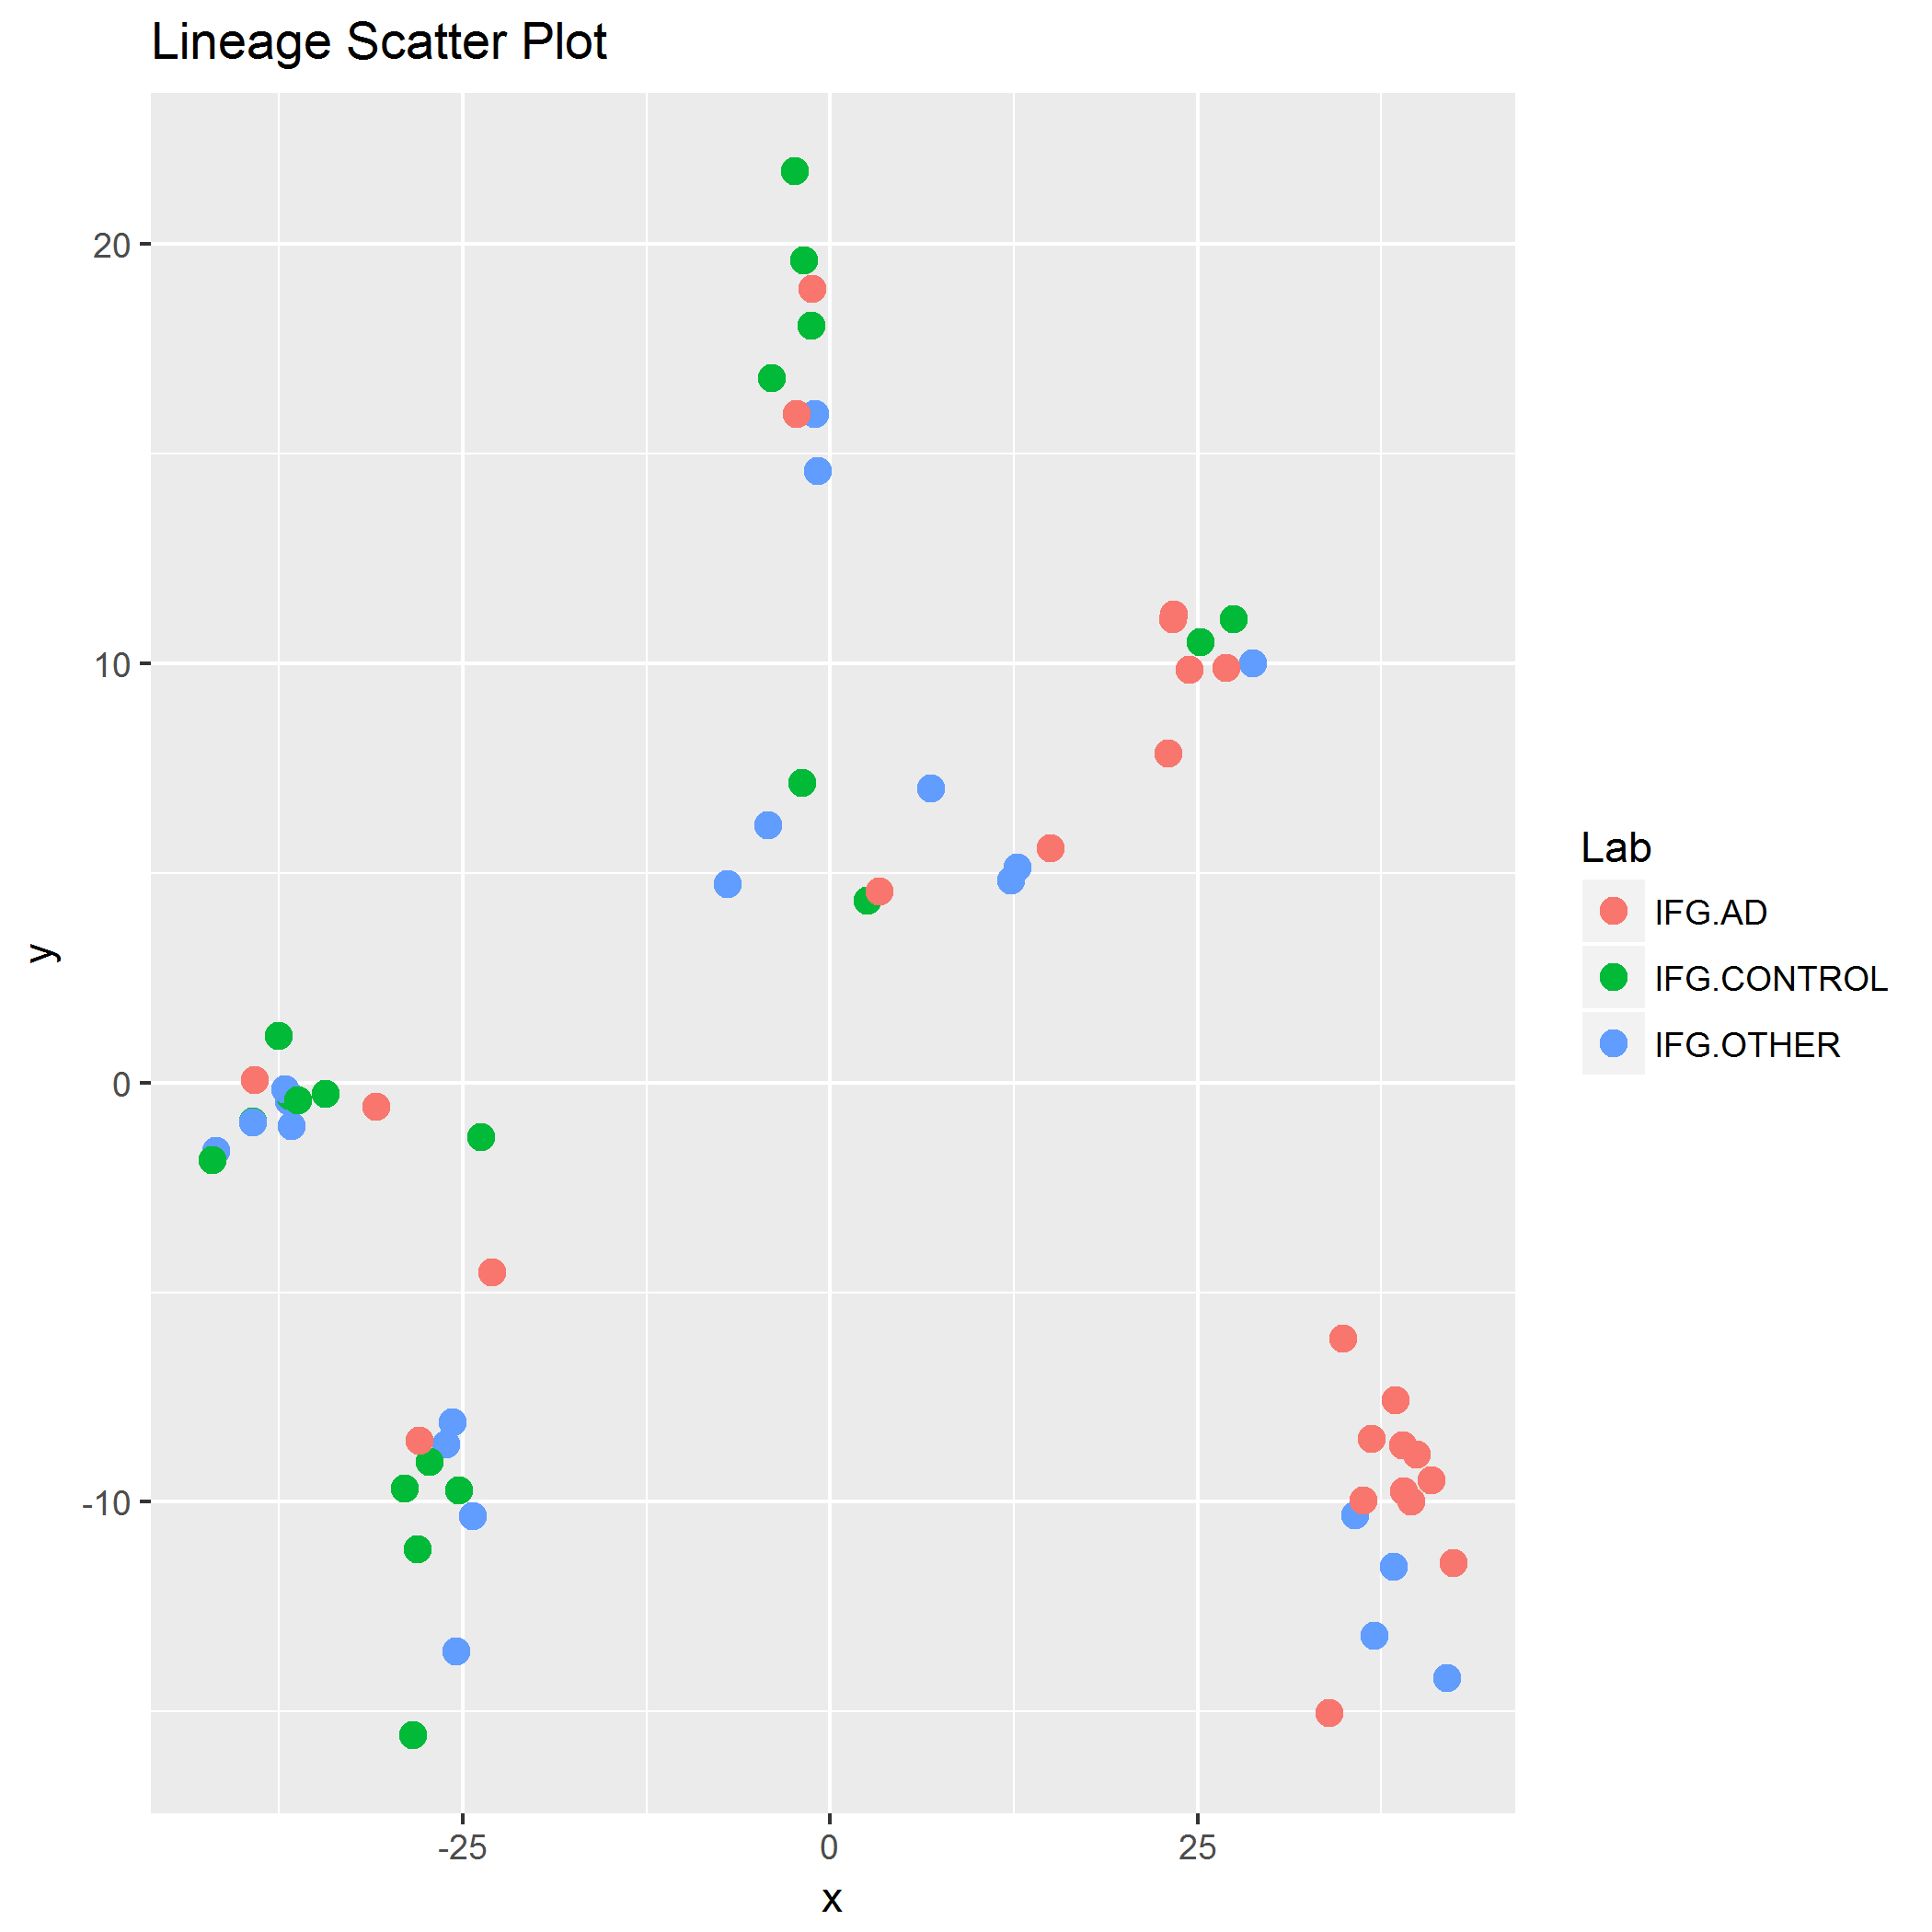 Lineage Scatter Plot
20
10
0
-10
y
-25
0
25
x
Lab
IFG.AD
IFG.CONTROL
IFG.OTHER